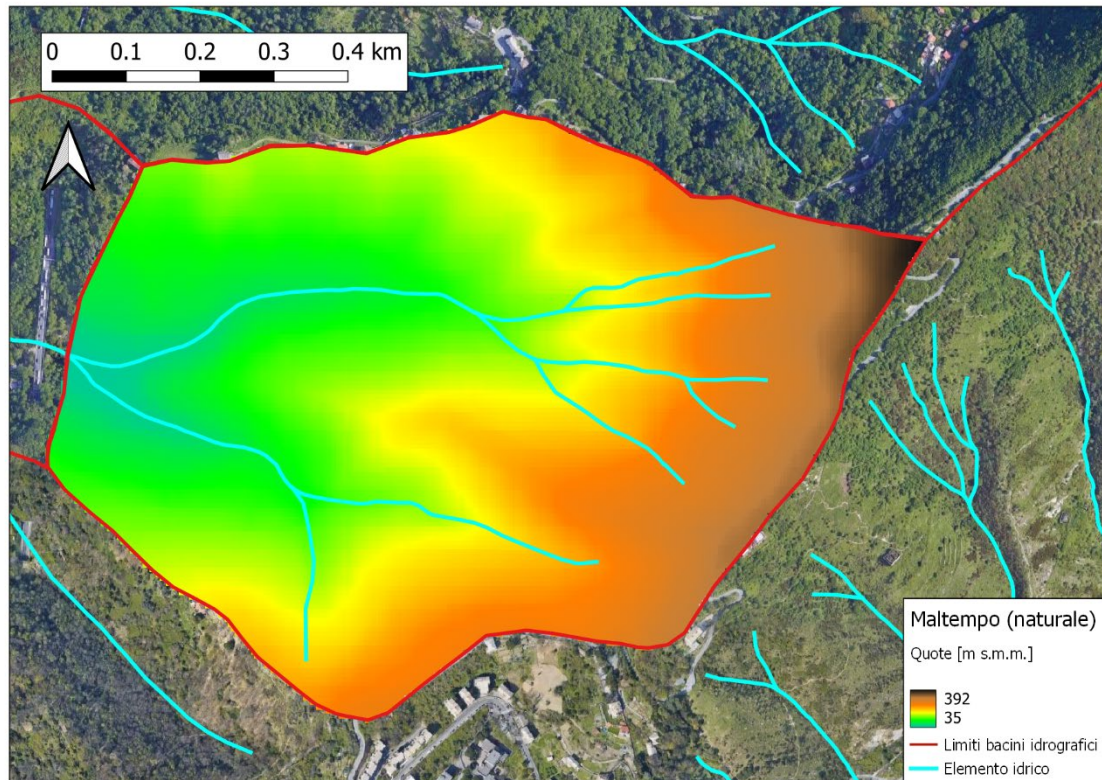 0 0.1 0.2 0.3 0.4 km
Maltempo (naturale)
Quote [m s.m.m.]
392
35
Limiti bacini idrografici
Elemento idrico